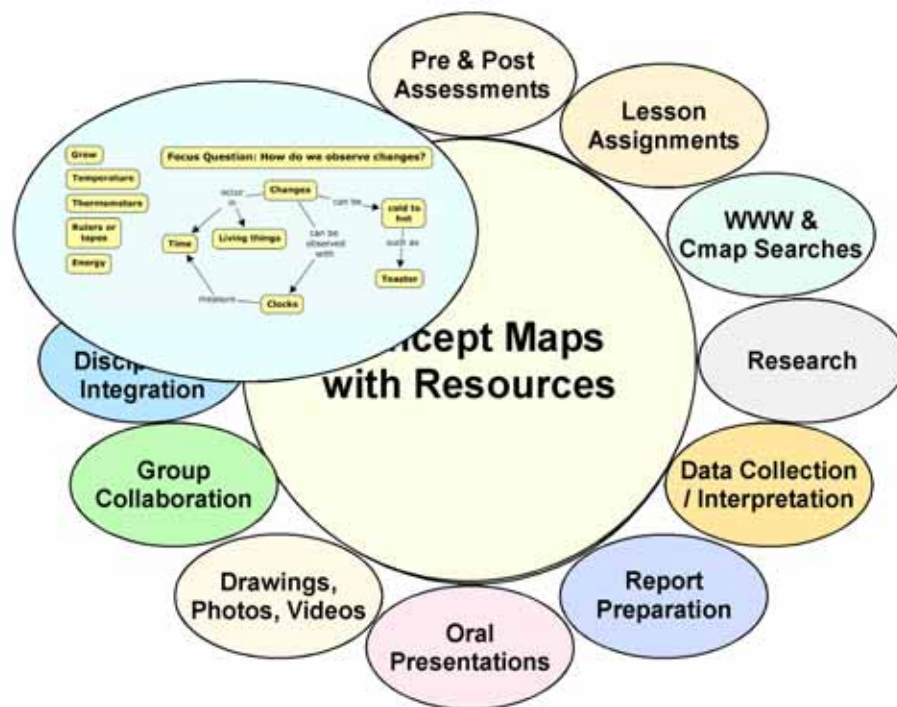 Pre & Post
Assessments
Lesson
Assignments
WWW &
Cmap Searches
Research
Data Collection
/ Interpretation
Report
Preparation
Oral
Presentations
Drawings,
Photos, Videos
Group
Collaboration
Integration
Focus Question: How do we observe changes?
Grow
Temperature
Thermometers
Rulers or
tapes
Energy
Changes
occur
in
can be
cold to
hot
Time
Living things
can be
observed
with
such as
Toaster
measure
Clocks
Maps
with Resources